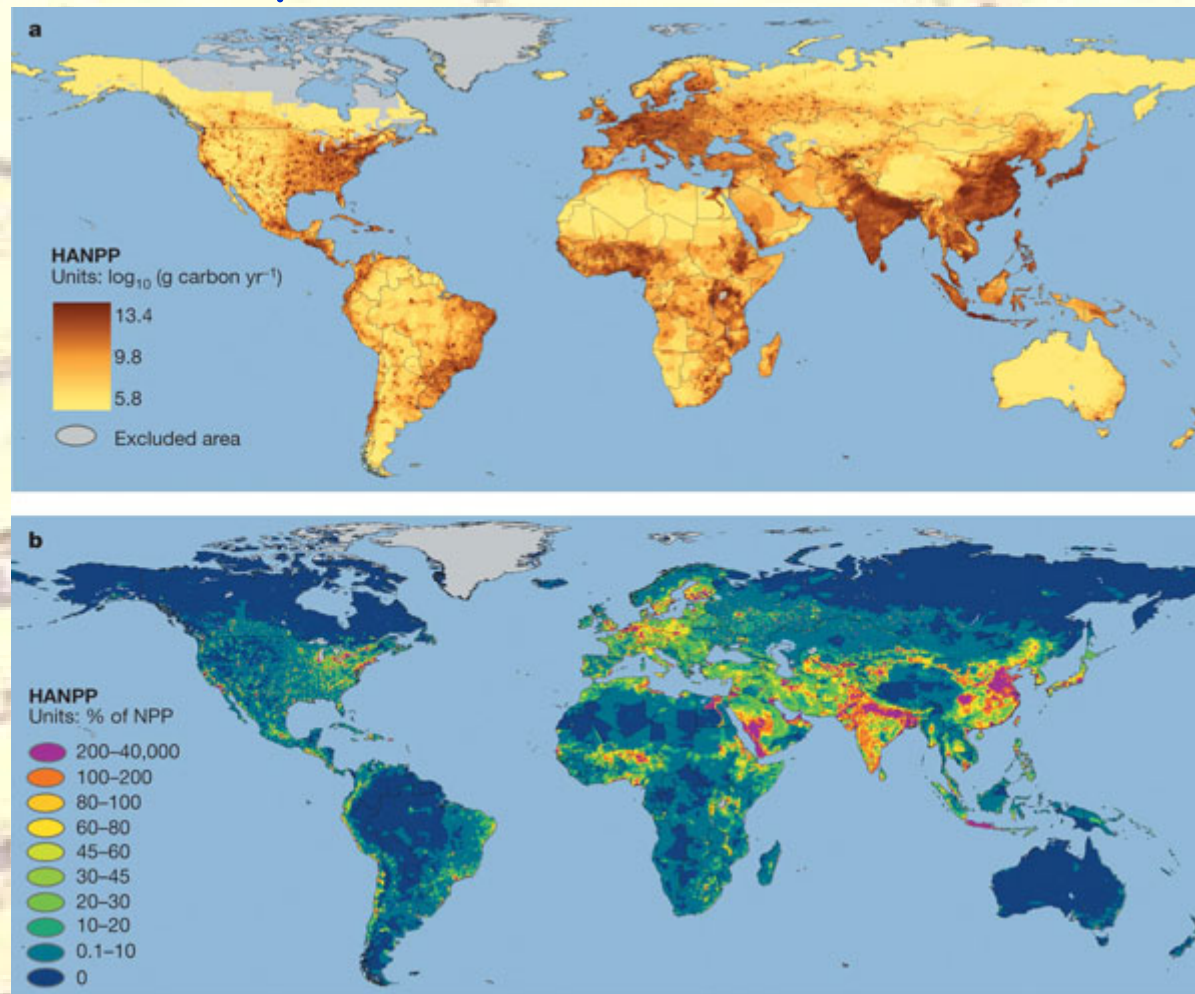 a
HANPP
Units: log₁₀ (g carbon yr⁻¹)
13.4
9.8
5.8
Excluded area
b
HANPP
Units: % of NPP
200–40,000
100–200
80–100
60–80
45–60
30–45
20–30
10–20
0.1–10
0